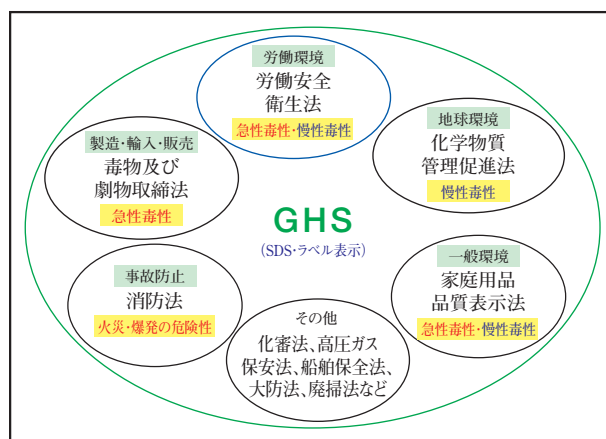 労働環境
労働安全
衛生法
急性毒性・慢性毒性
製造・輸入・販売
毒物及び
劇物取締法
急性毒性
地球環境
化学物質
管理促進法
慢性毒性
GHS
(SDS・ラベル表示)
事故防止
消防法
火災・爆発の危険性
一般環境
家庭用品
品質表示法
急性毒性・慢性毒性
その他
化審法、高圧ガス
保安法、船舶保全法、
大防法、廃掃法など